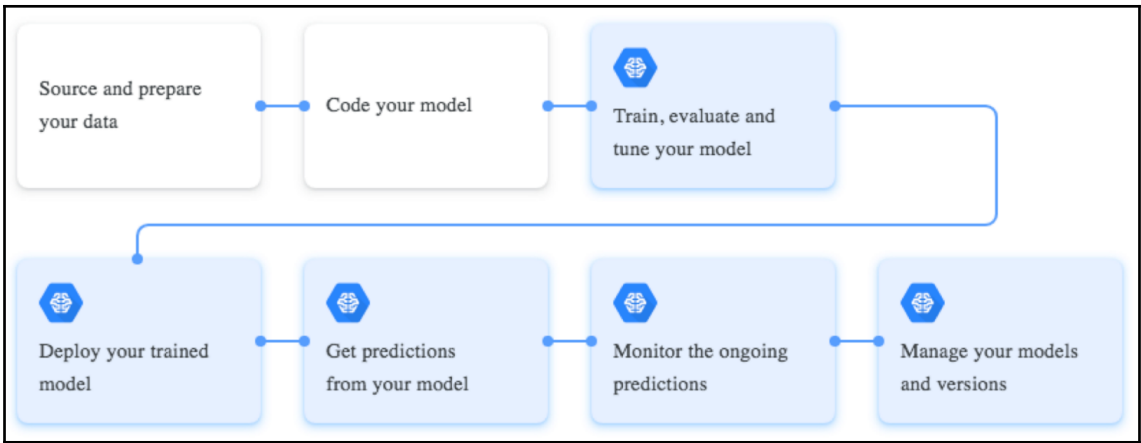 Source and prepare
your data
Code your model
Train, evaluate and
tune your model
Deploy your trained
model
Get predictions
from your model
Monitor the ongoing
predictions
Manage your models
and versions